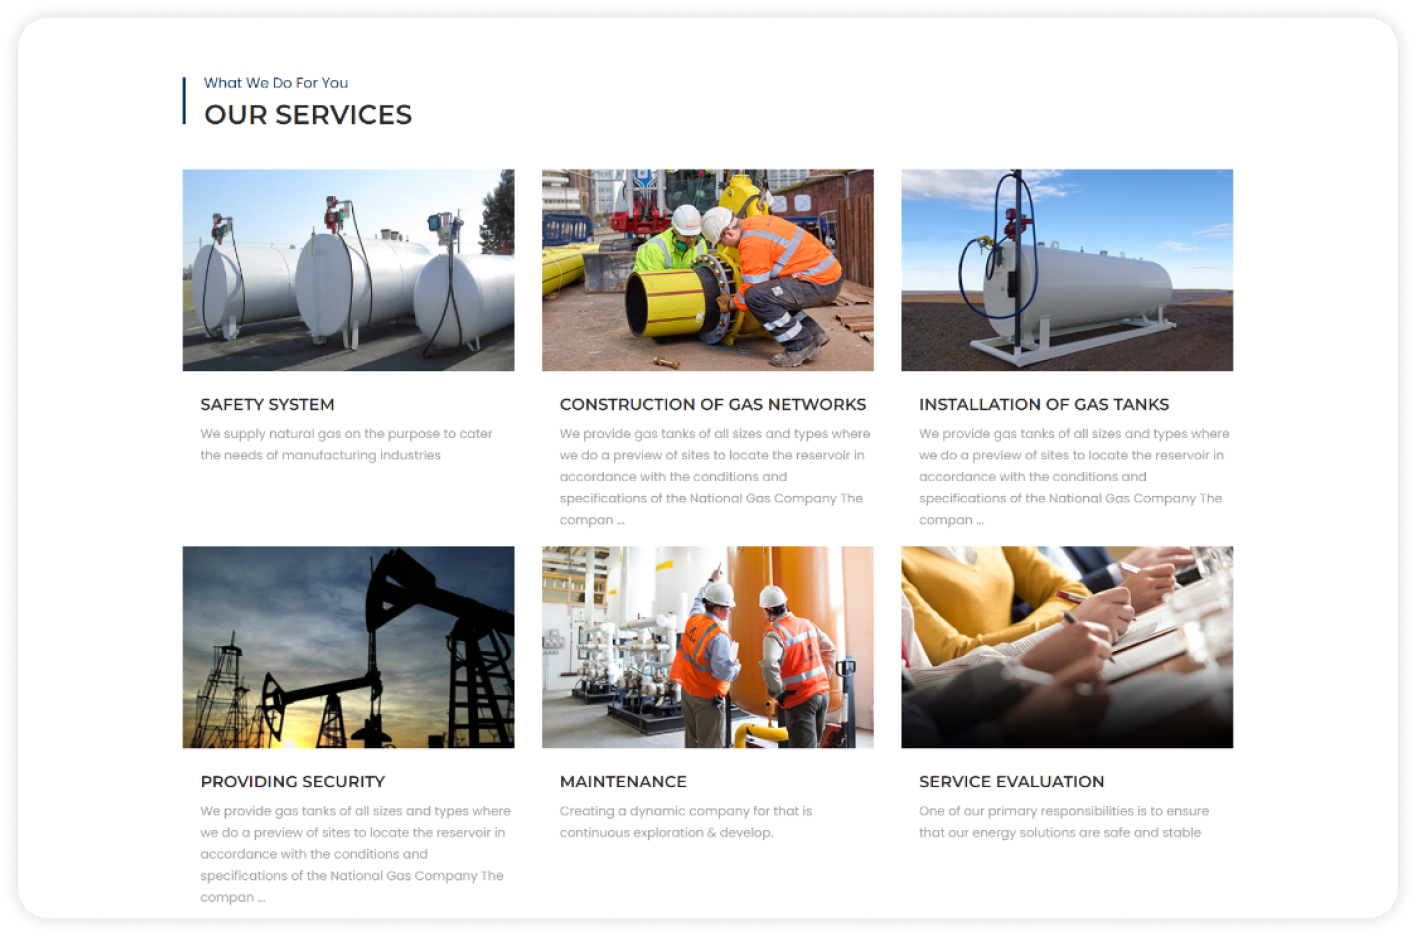 What We Do For You
OUR SERVICES
SAFETY SYSTEM
We supply natural gas on the purpose to cater
the needs of manufacturing industries
CONSTRUCTION OF GAS NETWORKS
We provide gas tanks of all sizes and types where
we do a preview of sites to locate the reservoir in
accordance with the conditions and
specifications of the National Gas Company The
compan ...
INSTALLATION OF GAS TANKS
We provide gas tanks of all sizes and types where
we do a preview of sites to locate the reservoir in
accordance with the conditions and
specifications of the National Gas Company The
compan ...
PROVIDING SECURITY
We provide gas tanks of all sizes and types where
we do a preview of sites to locate the reservoir in
accordance with the conditions and
specifications of the National Gas Company The
compan ...
MAINTENANCE
Creating a dynamic company for that is
continuous exploration & develop.
SERVICE EVALUATION
One of our primary responsibilities is to ensure
that our energy solutions are safe and stable